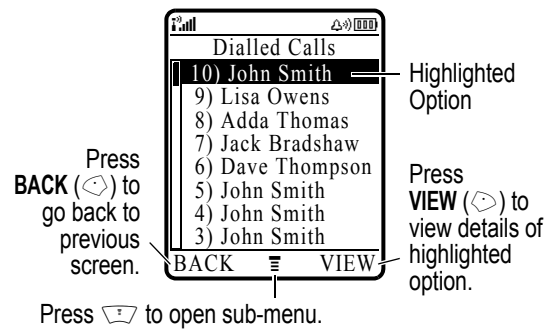 Dialled Calls
10) John Smith
9) Lisa Owens
8) Adda Thomas
7) Jack Bradshaw
6) Dave Thompson
5) John Smith
4) John Smith
3) John Smith
BACK VIEW
Highlighted
Option
Press
BACK ( ) to
go back to
previous
screen.
Press
VIEW ( ) to
view details of
highlighted
option.
Press to open sub-menu.